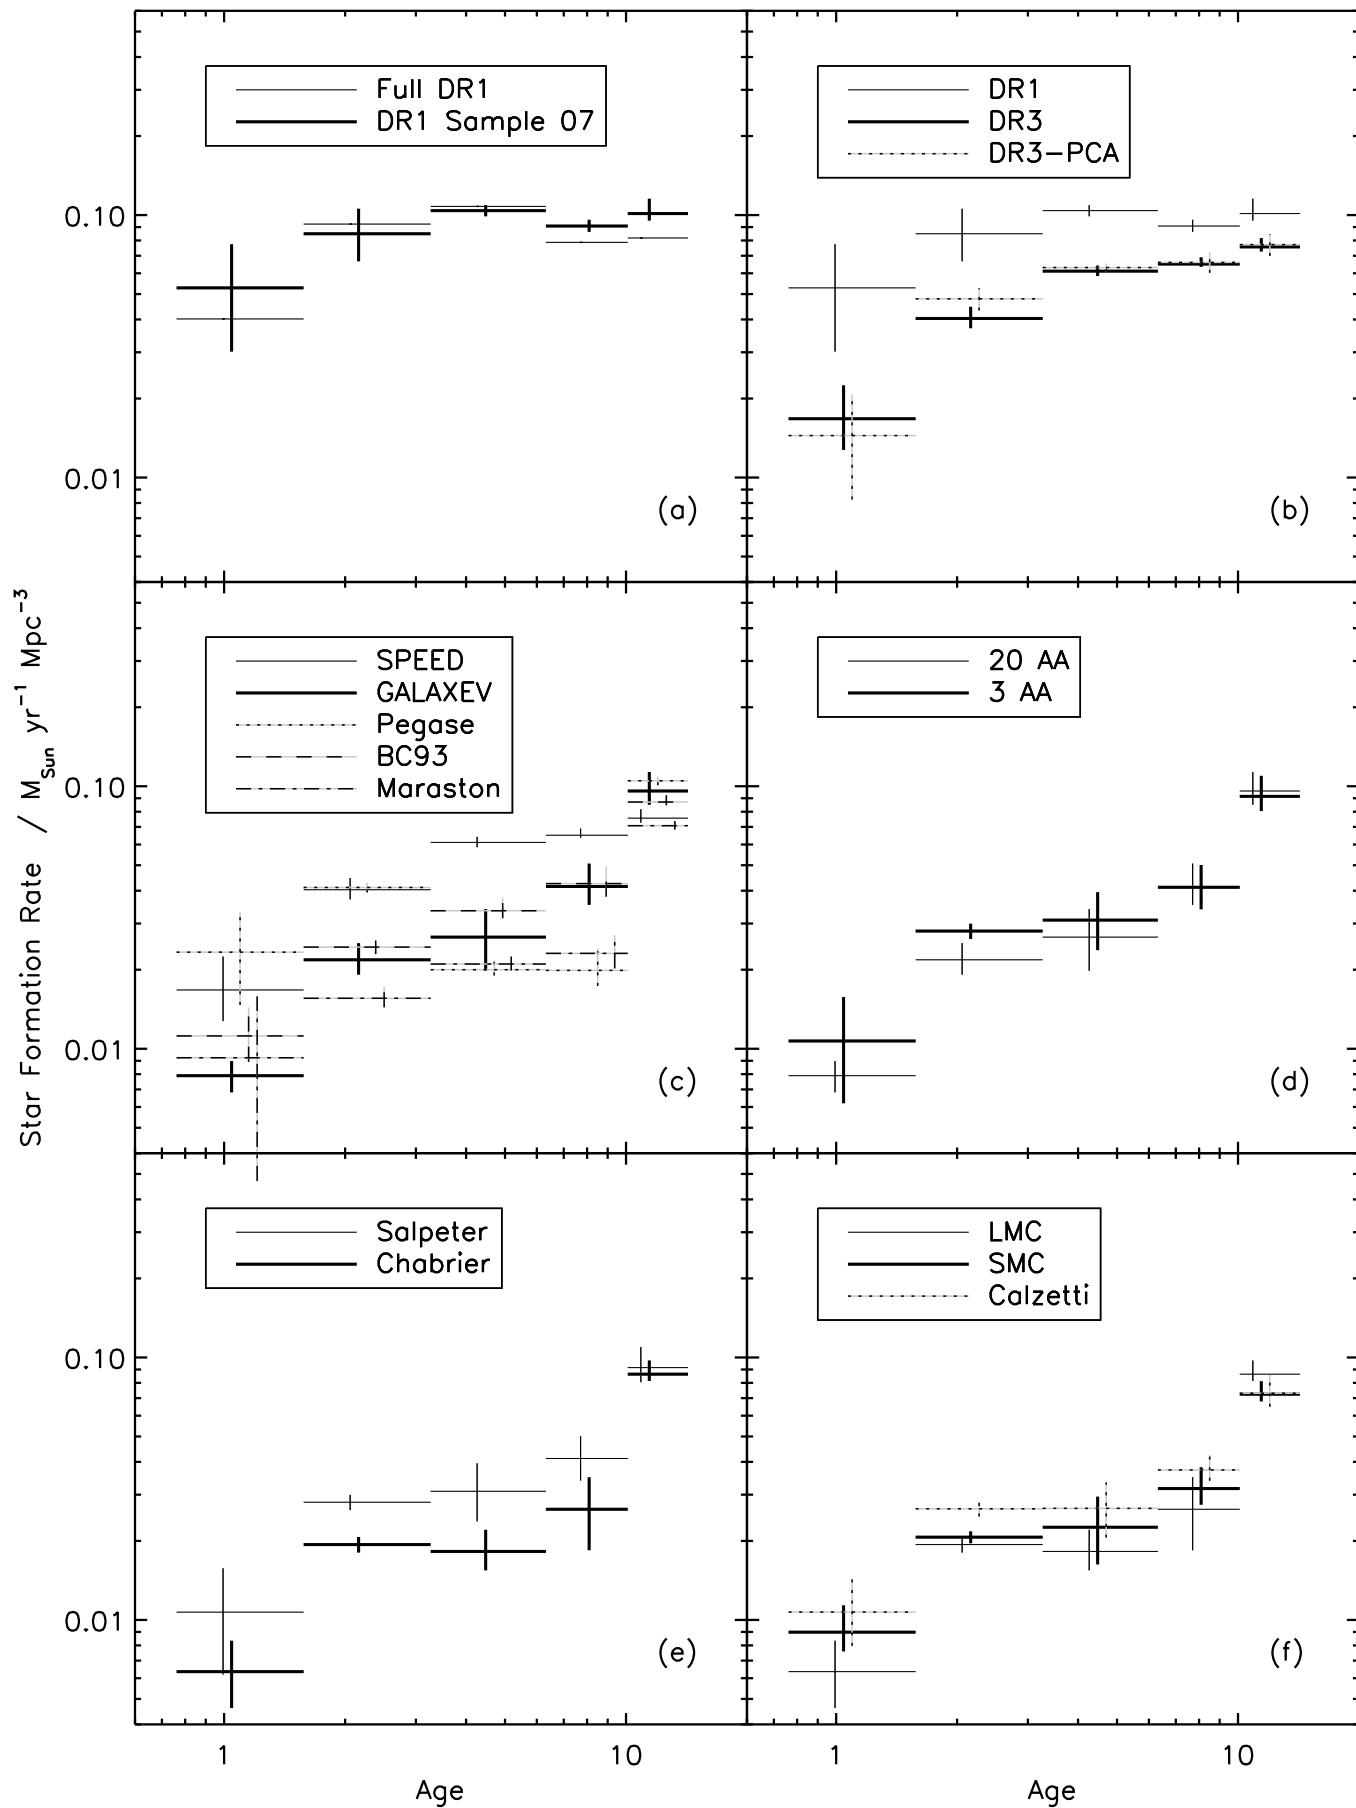 Full DR1
DR1 Sample 07
0.10
0.01
(a)
DR1
DR3
DR3-PCA
(b)
Star Formation Rate / M_Sun yr^-1 Mpc^-3
SPEED
GALAXEV
Pegase
BC93
Maraston
0.10
0.01
(c)
20 AA
3 AA
(d)
Salpeter
Chabrier
0.10
0.01
(e)
LMC
SMC
Calzetti
(f)
1 10
Age
1 10
Age